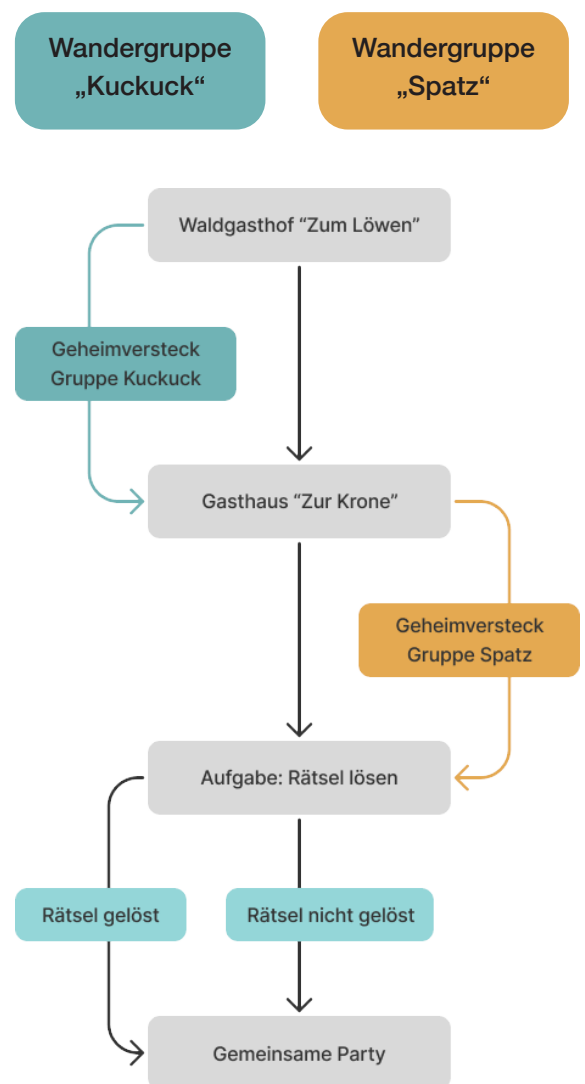 Wandergruppe
„Kuckuck“
Wandergruppe
„Spatz“
Waldgasthof “Zum Löwen”
Geheimversteck
Gruppe Kuckuck
Gasthaus “Zur Krone”
Geheimversteck
Gruppe Spatz
Aufgabe: Rätsel lösen
Rätsel gelöst
Rätsel nicht gelöst
Gemeinsame Party